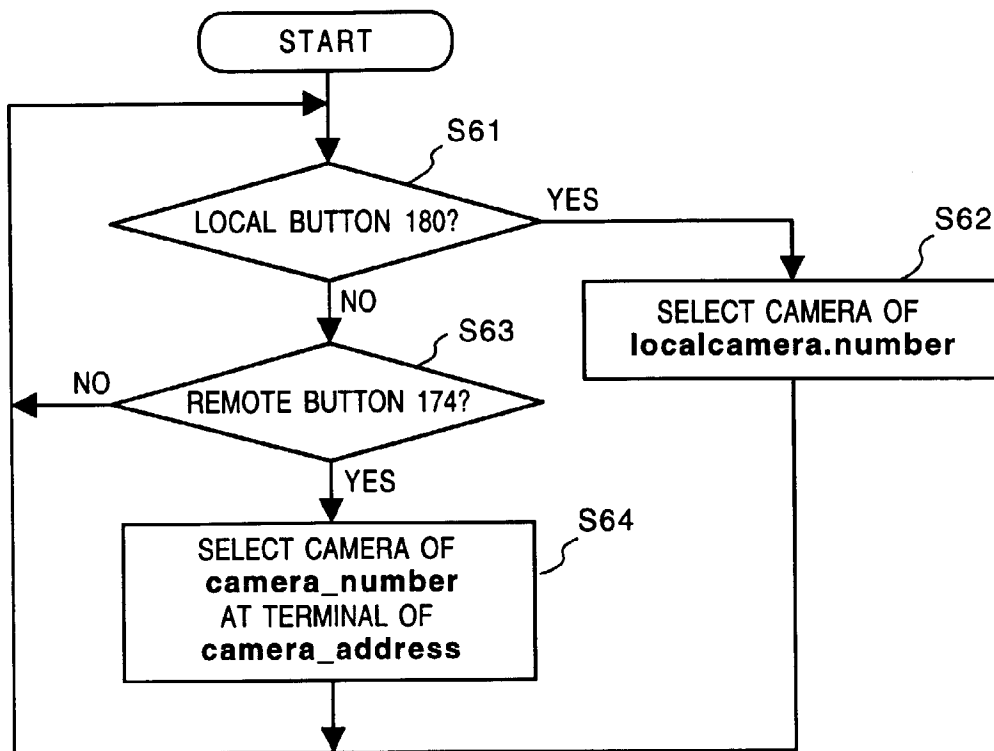 START
S61
LOCAL BUTTON 180?
YES
S62
SELECT CAMERA OF
localcamera.number
NO
S63
NO
REMOTE BUTTON 174?
YES
S64
SELECT CAMERA OF
camera_number
AT TERMINAL OF
camera_address